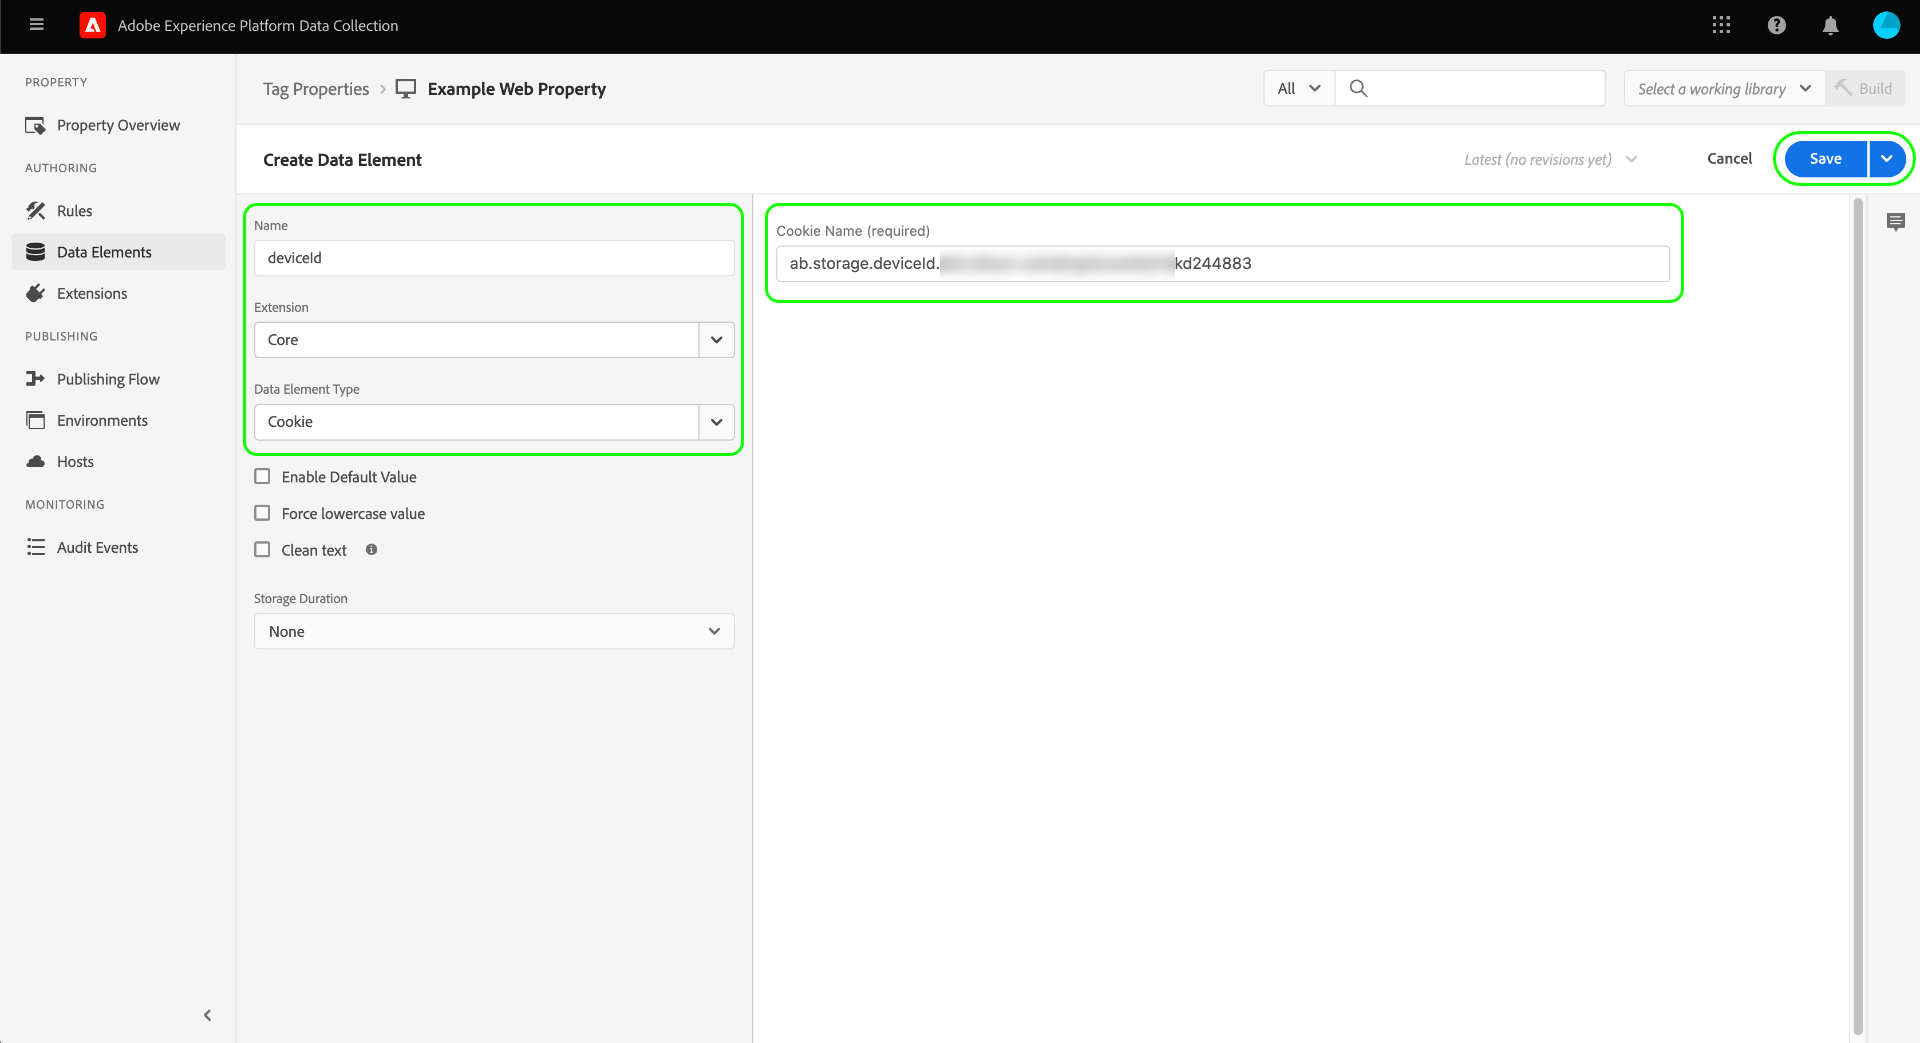 Adobe Experience Platform Data Collection
PROPERTY
Property Overview
AUTHORING
Rules
Data Elements
Extensions
PUBLISHING
Publishing Flow
Environments
Hosts
MONITORING
Audit Events
Tag Properties > Example Web Property
All
Select a working library
Build
Create Data Element
Latest (no revisions yet)
Cancel
Save
Name
deviceId
Extension
Core
Data Element Type
Cookie
Enable Default Value
Force lowercase value
Clean text
Storage Duration
None
Cookie Name (required)
ab.storage.deviceId. kd244883